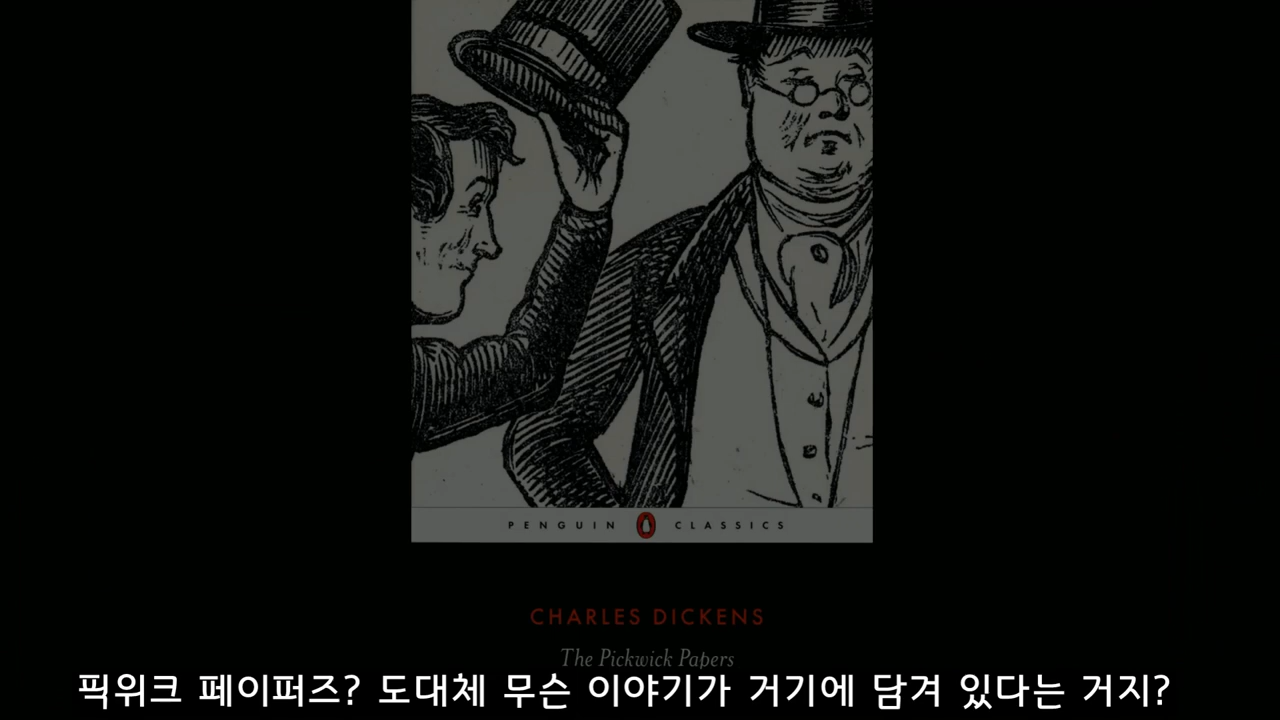 PENGUIN CLASSICS
CHARLES DICKENS
The Pickwick Papers
픽위크 페이퍼즈? 도대체 무슨 이야기가 거기에 담겨 있다는 거지?